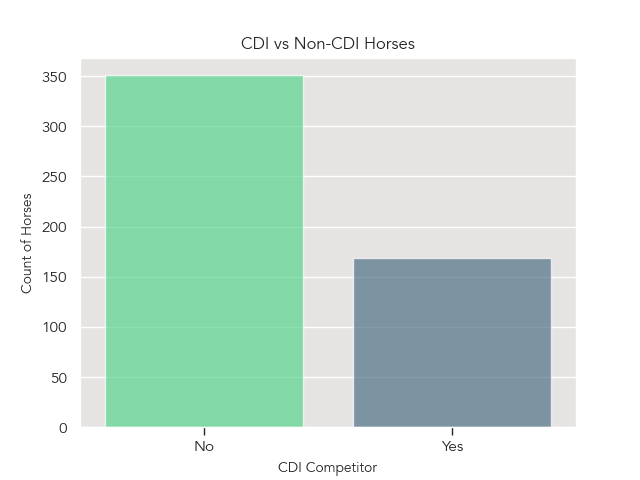 CDI vs Non-CDI Horses
350
300
250
200
150
100
50
0
Count of Horses
No
Yes
CDI Competitor